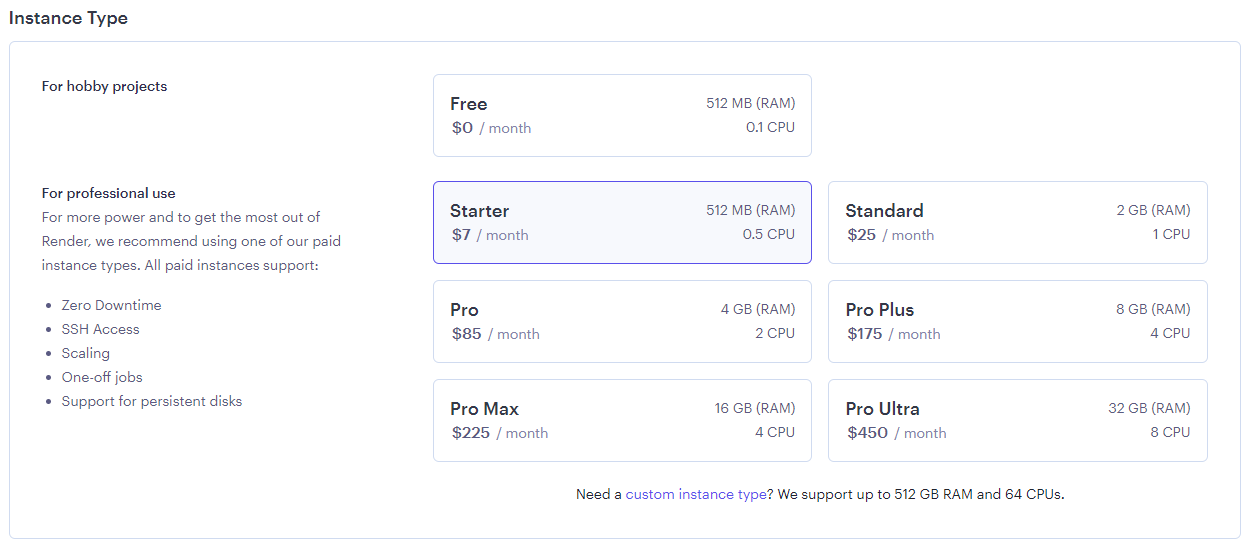 Instance Type
For hobby projects
Free
512 MB (RAM)
$0 / month
0.1 CPU
For professional use
For more power and to get the most out of
Render, we recommend using one of our paid
instance types. All paid instances support:
Zero Downtime
SSH Access
Scaling
One-off jobs
Support for persistent disks
Starter
512 MB (RAM)
$7 / month
0.5 CPU
Standard
2 GB (RAM)
$25 / month
1 CPU
Pro
4 GB (RAM)
$85 / month
2 CPU
Pro Plus
8 GB (RAM)
$175 / month
4 CPU
Pro Max
16 GB (RAM)
$225 / month
4 CPU
Pro Ultra
32 GB (RAM)
$450 / month
8 CPU
Need a custom instance type? We support up to 512 GB RAM and 64 CPUs.